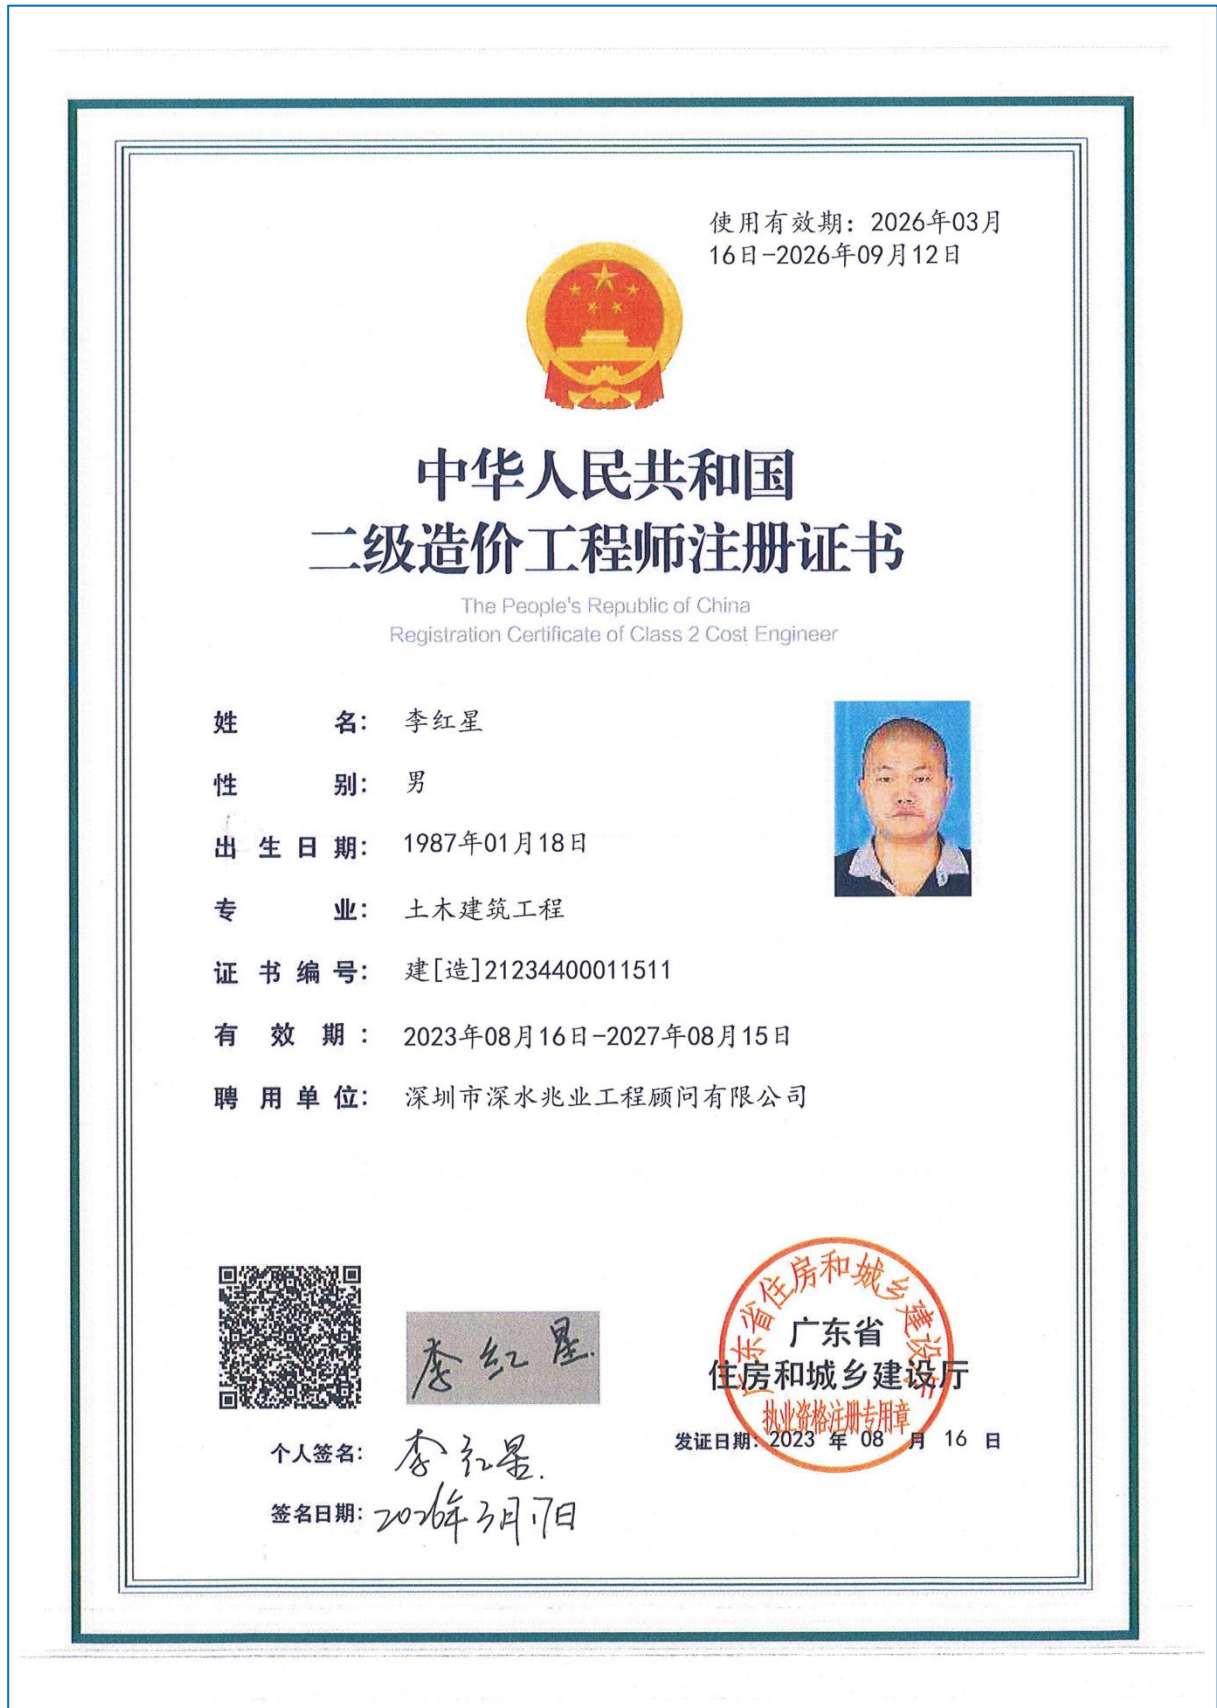 使用有效期：2026年03月
16日-2026年09月12日
中华人民共和国
二级造价工程师注册证书
The People's Republic of China
Registration Certificate of Class 2 Cost Engineer
姓名：李红星
性别：男
出生日期：1987年01月18日
专业：土木建筑工程
证书编号：建[造]21234400011511
有效期：2023年08月16日-2027年08月15日
聘用单位：深圳市深水兆业工程顾问有限公司
李红星.
个人签名：李红星.
签名日期：2026年3月17日
广东省住房和城乡建设厅
广东省
住房和城乡建设厅
执业资格注册专用章
发证日期：2023年08月16日